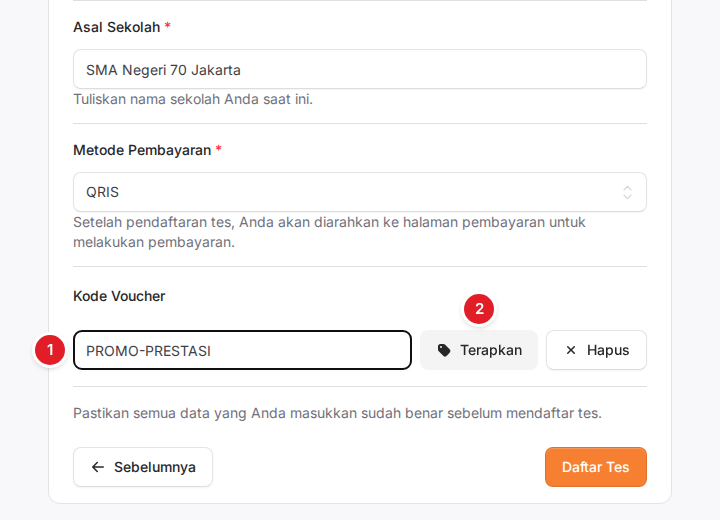 Asal Sekolah *
SMA Negeri 70 Jakarta
Tuliskan nama sekolah Anda saat ini.
Metode Pembayaran *
QRIS
Setelah pendaftaran tes, Anda akan diarahkan ke halaman pembayaran untuk
melakukan pembayaran.
Kode Voucher
2
1 PROMO-PRESTASI Terapkan Hapus
Pastikan semua data yang Anda masukkan sudah benar sebelum mendaftar tes.
Sebelumnya Daftar Tes